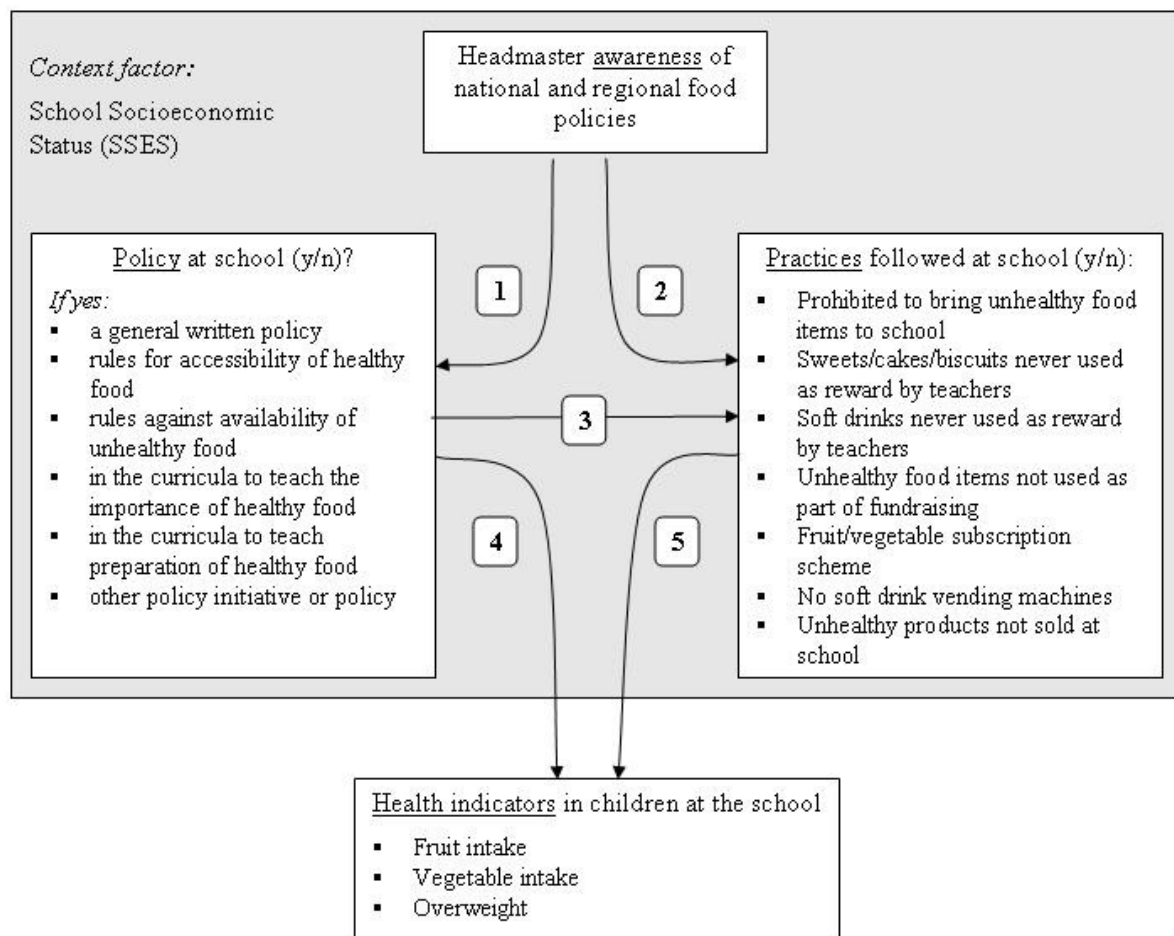 Context factor:
School Socioeconomic
Status (SSES)
Headmaster awareness of
national and regional food
policies
Policy at school (y/n)?
If yes:
▪ a general written policy
▪ rules for accessibility of healthy
food
▪ rules against availability of
unhealthy food
▪ in the curricula to teach the
importance of healthy food
▪ in the curricula to teach
preparation of healthy food
▪ other policy initiative or policy
1
2
3
4
5
Practices followed at school (y/n):
▪ Prohibited to bring unhealthy food
items to school
▪ Sweets/cakes/biscuits never used
as reward by teachers
▪ Soft drinks never used as reward
by teachers
▪ Unhealthy food items not used as
part of fundraising
▪ Fruit/vegetable subscription
scheme
▪ No soft drink vending machines
▪ Unhealthy products not sold at
school
Health indicators in children at the school
▪ Fruit intake
▪ Vegetable intake
▪ Overweight